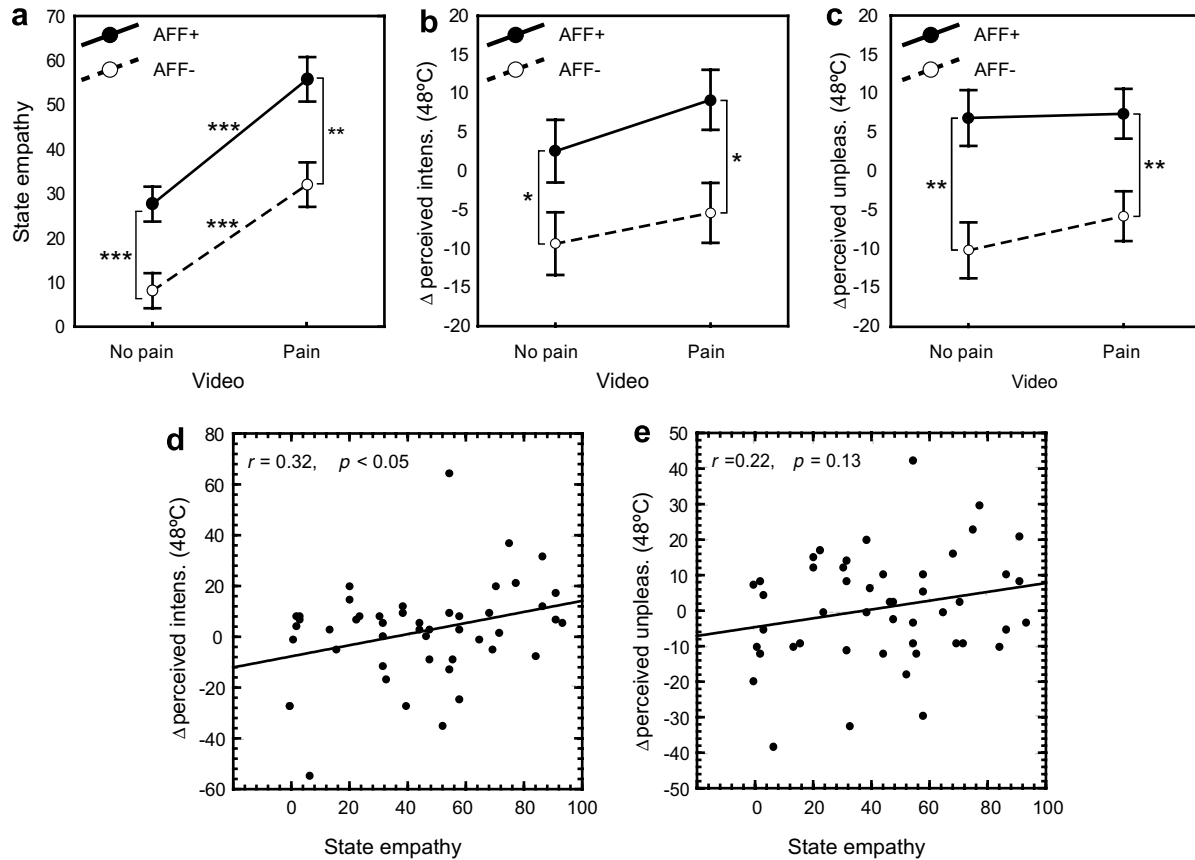 a
State empathy
70
60
50
40
30
20
10
0
AFF+
AFF-
***
***
***
**
No pain
Pain
Video
b
Δ perceived intens. (48ºC)
20
15
10
5
0
-5
-10
-15
-20
AFF+
AFF-
*
*
No pain
Pain
Video
c
Δperceived unpleas. (48ºC)
20
15
10
5
0
-5
-10
-15
-20
AFF+
AFF-
**
**
No pain
Pain
Video
d
Δperceived intens. (48ºC)
80
60
40
20
0
-20
-40
-60
r = 0.32, p < 0.05
0 20 40 60 80 100
State empathy
e
Δperceived unpleas. (48ºC)
50
40
30
20
10
0
-10
-20
-30
-40
-50
r =0.22, p = 0.13
0 20 40 60 80 100
State empathy